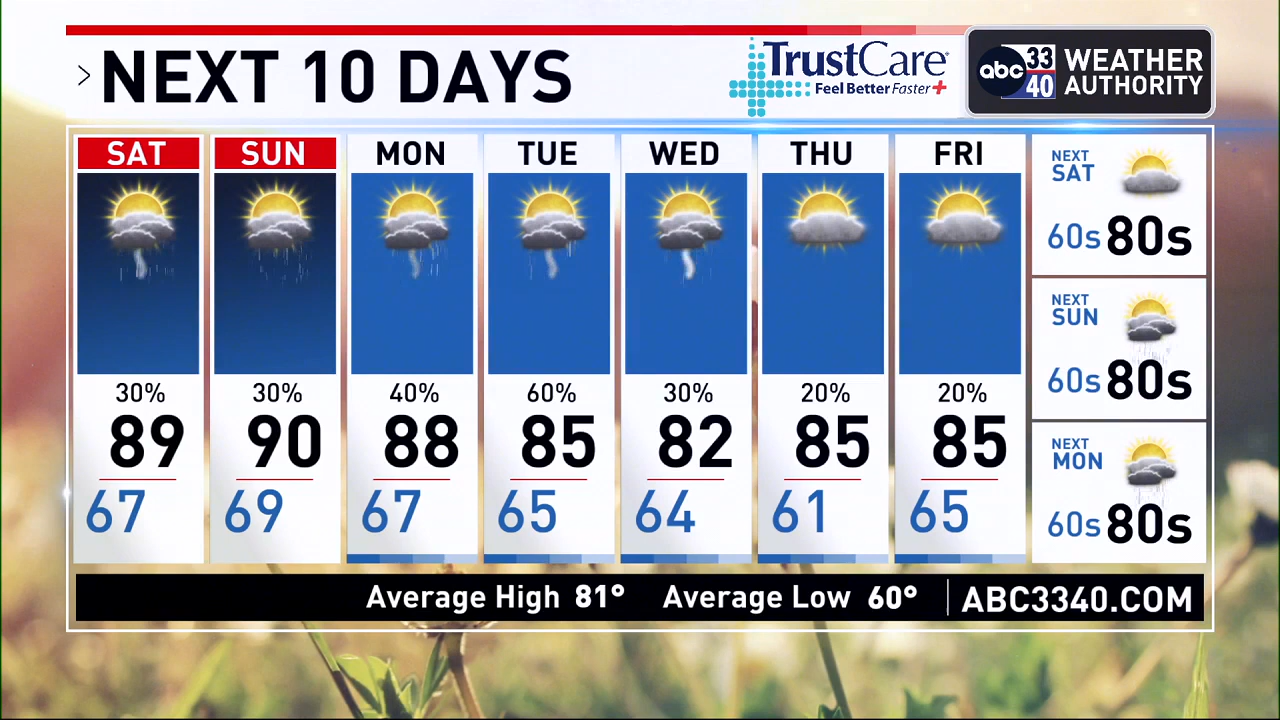 > NEXT 10 DAYS
TrustCare
Feel Better Faster
abc 33 40
WEATHER AUTHORITY
SAT SUN MON TUE WED THU FRI
30% 30% 40% 60% 30% 20% 20%
89 90 88 85 82 85 85
67 69 67 65 64 61 65
NEXT SAT
60s 80s
NEXT SUN
60s 80s
NEXT MON
60s 80s
Average High 81° Average Low 60° ABC3340.COM